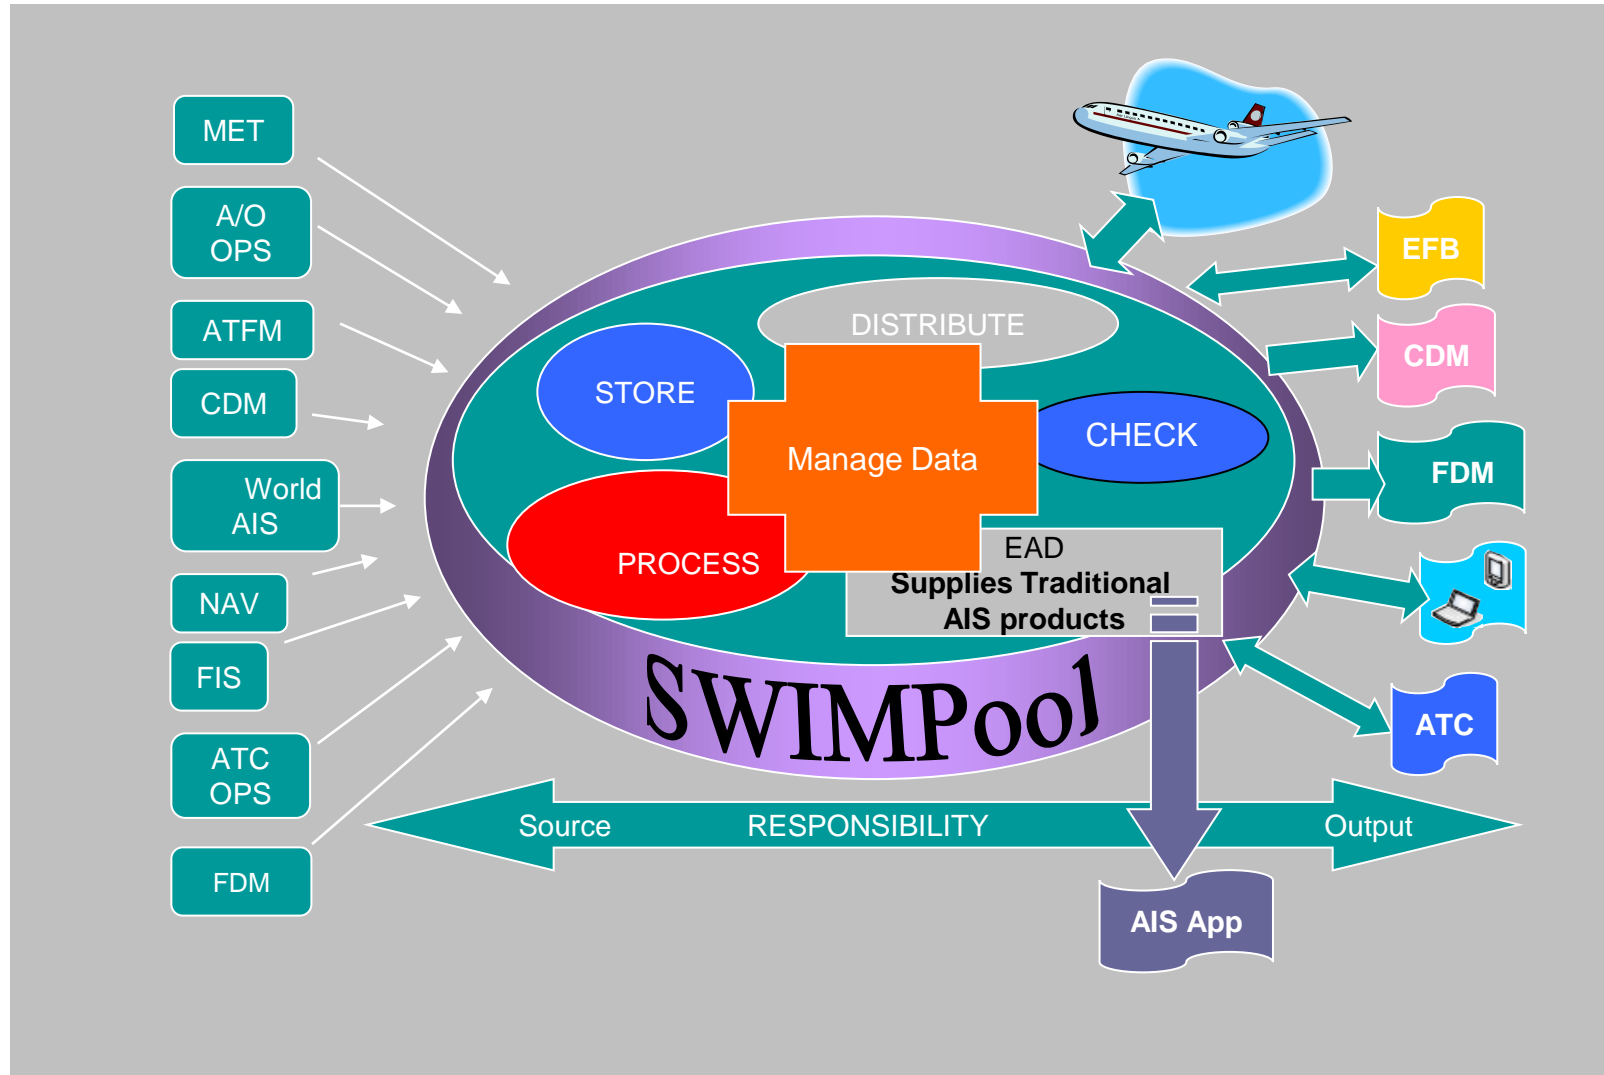 MET
A/O
OPS
ATFM
CDM
World
AIS
NAV
FIS
ATC
OPS
FDM
DISTRIBUTE
STORE
CHECK
Manage Data
PROCESS
EAD
Supplies Traditional
AIS products
SWIMPool
EFB
CDM
FDM
ATC
Source RESPONSIBILITY Output
AIS App